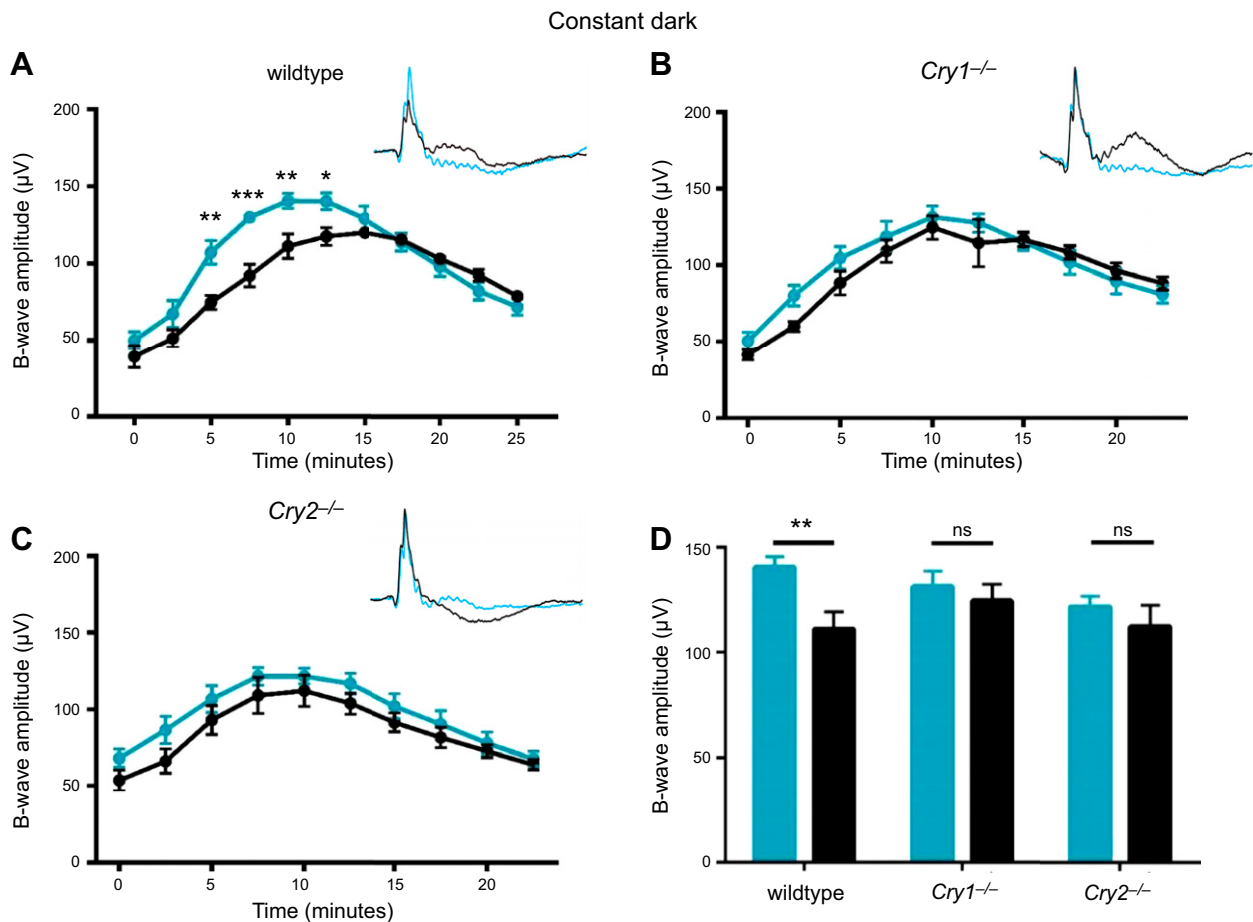 Constant dark
A
wildtype
B-wave amplitude (μV)
200
150
100
50
0
**
***
**
*
0 5 10 15 20 25
Time (minutes)
B
Cry1–/–
B-wave amplitude (μV)
200
150
100
50
0
0 5 10 15 20
Time (minutes)
C
Cry2–/–
B-wave amplitude (μV)
200
150
100
50
0
0 5 10 15 20
Time (minutes)
D
B-wave amplitude (μV)
150
100
50
0
** ns ns
wildtype Cry1–/– Cry2–/–